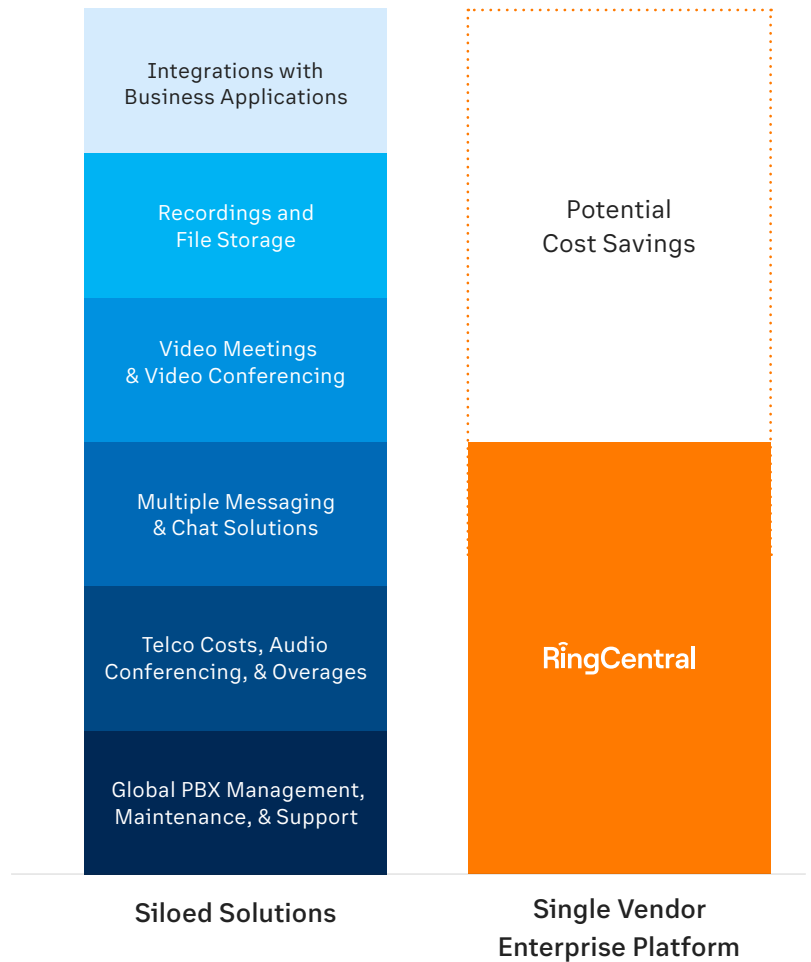 Integrations with
Business Applications
Recordings and
File Storage
Video Meetings
& Video Conferencing
Multiple Messaging
& Chat Solutions
Telco Costs, Audio
Conferencing, & Overages
Global PBX Management,
Maintenance, & Support
Siloed Solutions
Potential
Cost Savings
RingCentral
Single Vendor
Enterprise Platform